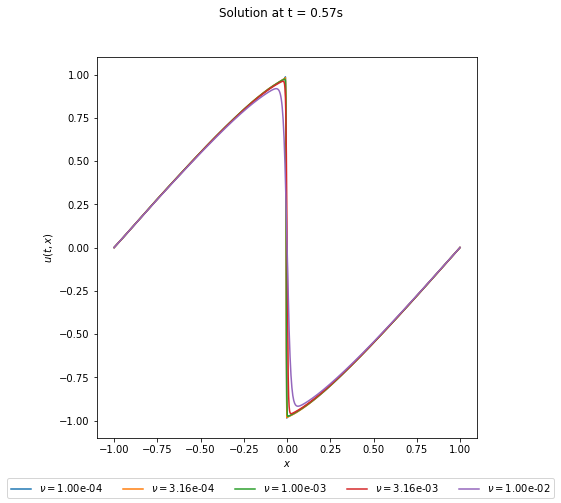 Solution at t = 0.57s
1.00
0.75
0.50
0.25
0.00
−0.25
−0.50
−0.75
−1.00
u(t, x)
−1.00 −0.75 −0.50 −0.25 0.00 0.25 0.50 0.75 1.00
x
ν = 1.00e-04 ν = 3.16e-04 ν = 1.00e-03 ν = 3.16e-03 ν = 1.00e-02